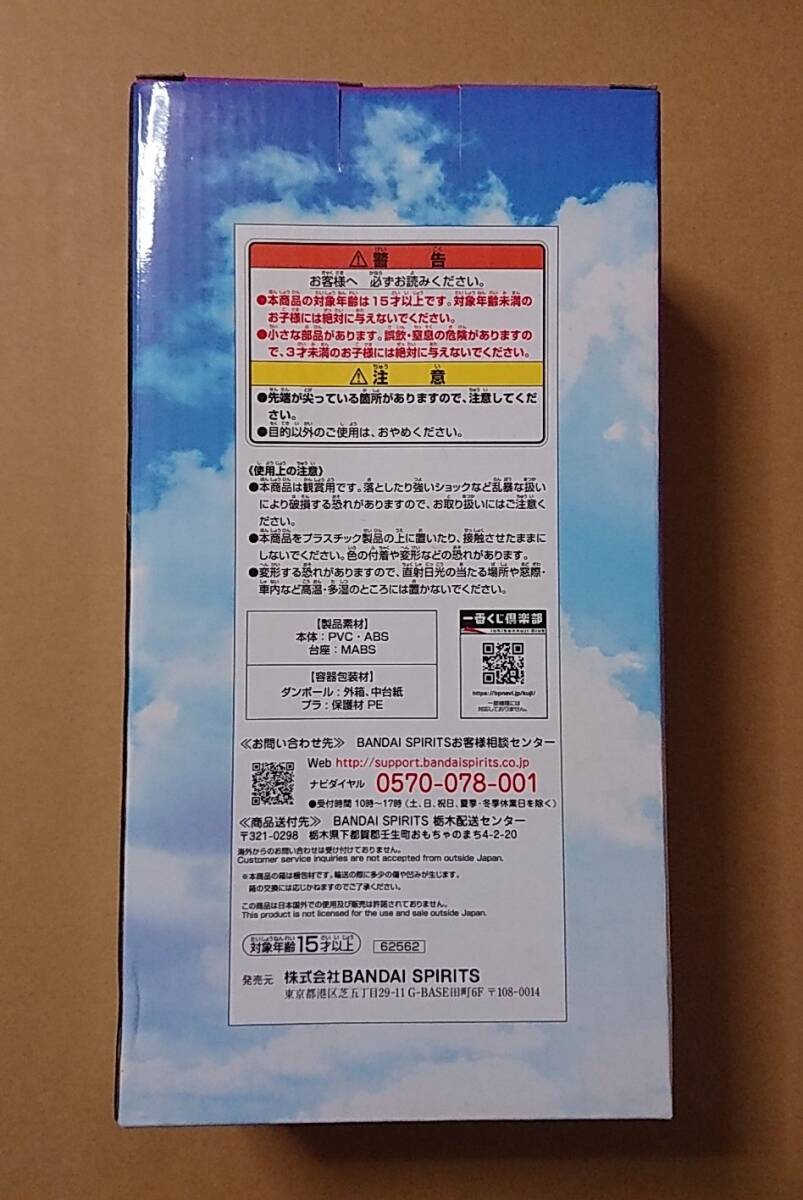 ⚠警告
お客様へ 必ずお読みください。
●本商品の対象年齢は15才以上です。対象年齢未満の
お子様には絶対に与えないでください。
●小さな部品があります。誤飲・窒息の危険がありますの
で、3才未満のお子様には絶対に与えないでください。
⚠注意
●先端が尖っている箇所がありますので、注意してくだ
さい。
●目的以外のご使用は、おやめください。
《使用上の注意》
●本商品は観賞用です。落としたり強いショックなど乱暴な扱い
により破損する恐れがありますので、お取り扱いにはご注意く
ださい。
●本商品をプラスチック製品の上に置いたり、接触させたままに
しないでください。色の付着や変形などの恐れがあります。
●変形する恐れがありますので、直射日光の当たる場所や窓際・
車内など高温・多湿のところには置かないでください。
【製品素材】
本体：PVC・ABS
台座：MABS
【容器包装材】
ダンボール：外箱、中台紙
プラ：保護材 PE
一番くじ倶楽部
ichibankuji club
https://bpnavi.jp/kuji/
一部機種には
対応しておりません。
≪お問い合わせ先≫ BANDAI SPIRITSお客様相談センター
Web http://support.bandaispirits.co.jp
ナビダイヤル 0570-078-001
●受付時間 10時～17時（土、日、祝日、夏季・冬季休業日を除く）
≪商品送付先≫ BANDAI SPIRITS 栃木配送センター
〒321-0298 栃木県下都賀郡壬生町おもちゃのまち4-2-20
海外からのお問い合わせは受け付けておりません。
Customer service inquiries are not accepted from outside Japan.
※本商品の箱は梱包材です。輸送の際に多少の傷や凹みが生じます。
箱の交換には応じかねますのでご了承ください。
この商品は日本国外での使用及び販売は許諾されておりません。
This product is not licensed for the use and sale outside Japan.
対象年齢15才以上 62562
発売元 株式会社BANDAI SPIRITS
東京都港区芝五丁目29-11 G-BASE田町6F 〒108-0014